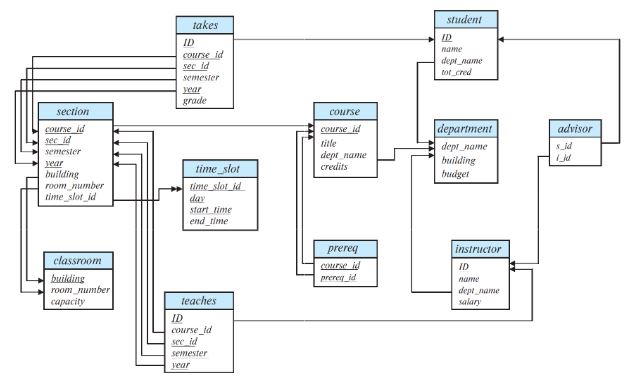 takes
ID
course_id
sec_id
semester
year
grade
student
ID
name
dept_name
tot_cred
section
course_id
sec_id
semester
year
building
room_number
time_slot_id
course
course_id
title
dept_name
credits
department
dept_name
building
budget
advisor
s_id
i_id
time_slot
time_slot_id
day
start_time
end_time
classroom
building
room_number
capacity
prereq
course_id
prereq_id
instructor
ID
name
dept_name
salary
teaches
ID
course_id
sec_id
semester
year